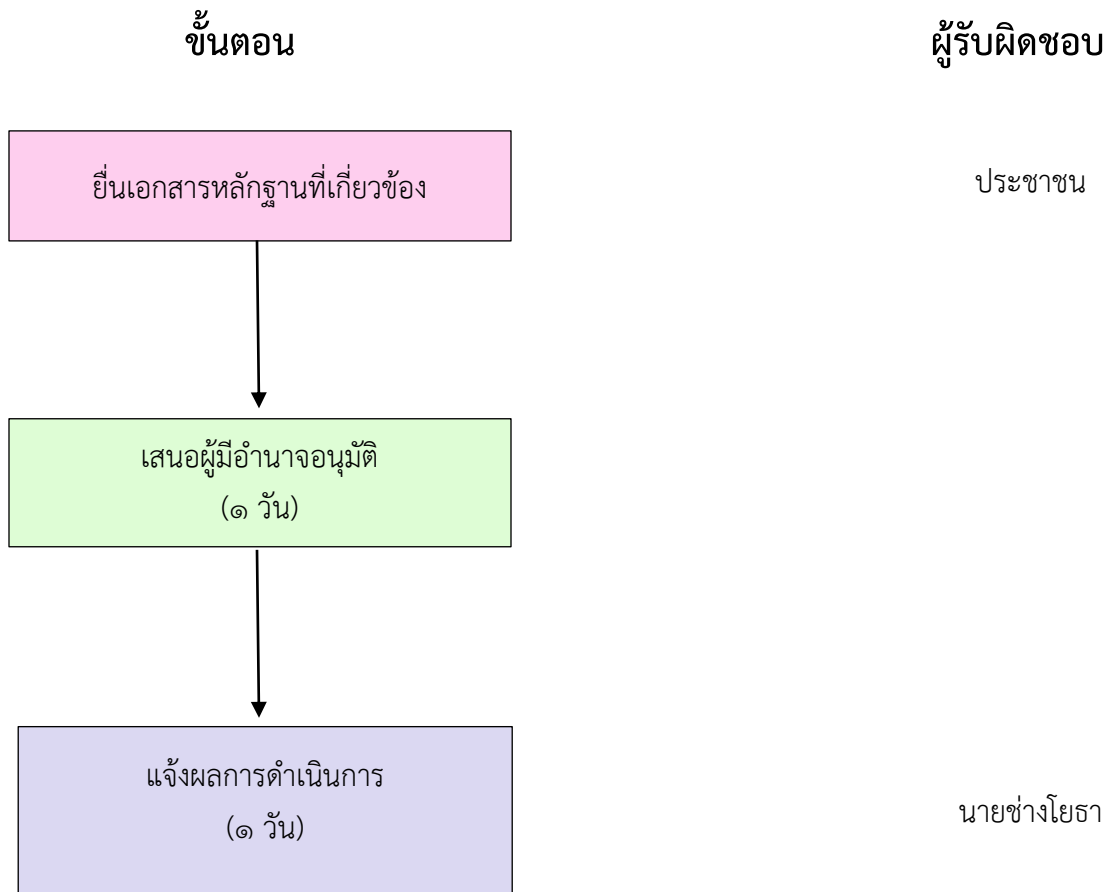 ขั้นตอน ผู้รับผิดชอบ
ยื่นเอกสารหลักฐานที่เกี่ยวข้อง ประชาชน
เสนอผู้มีอำนาจอนุมัติ
(๑ วัน)
แจ้งผลการดำเนินการ
(๑ วัน) นายช่างโยธา